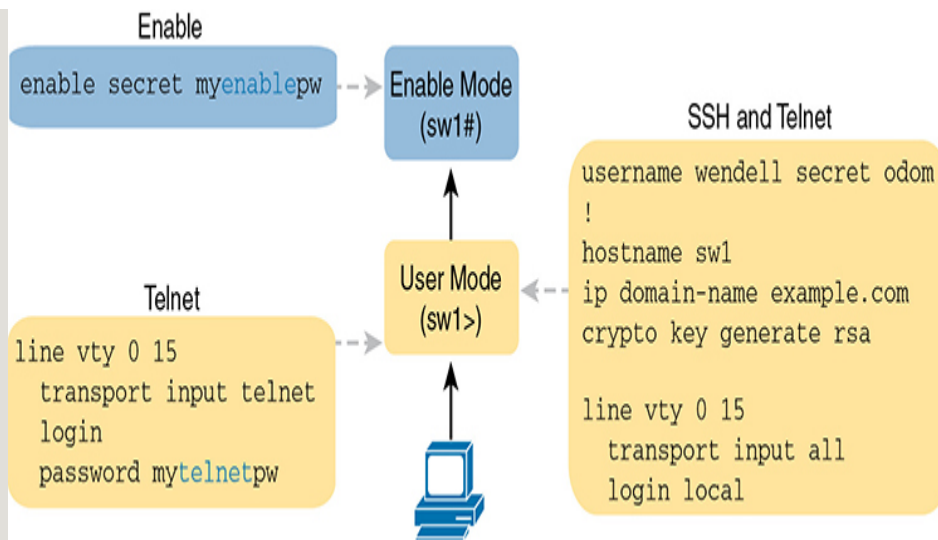 Enable
enable secret myenablepw
Enable Mode
(sw1#)
SSH and Telnet
username wendell secret odom
!
hostname sw1
ip domain-name example.com
crypto key generate rsa
line vty 0 15
transport input all
login local
User Mode
(sw1>)
Telnet
line vty 0 15
transport input telnet
login
password mytelnetpw